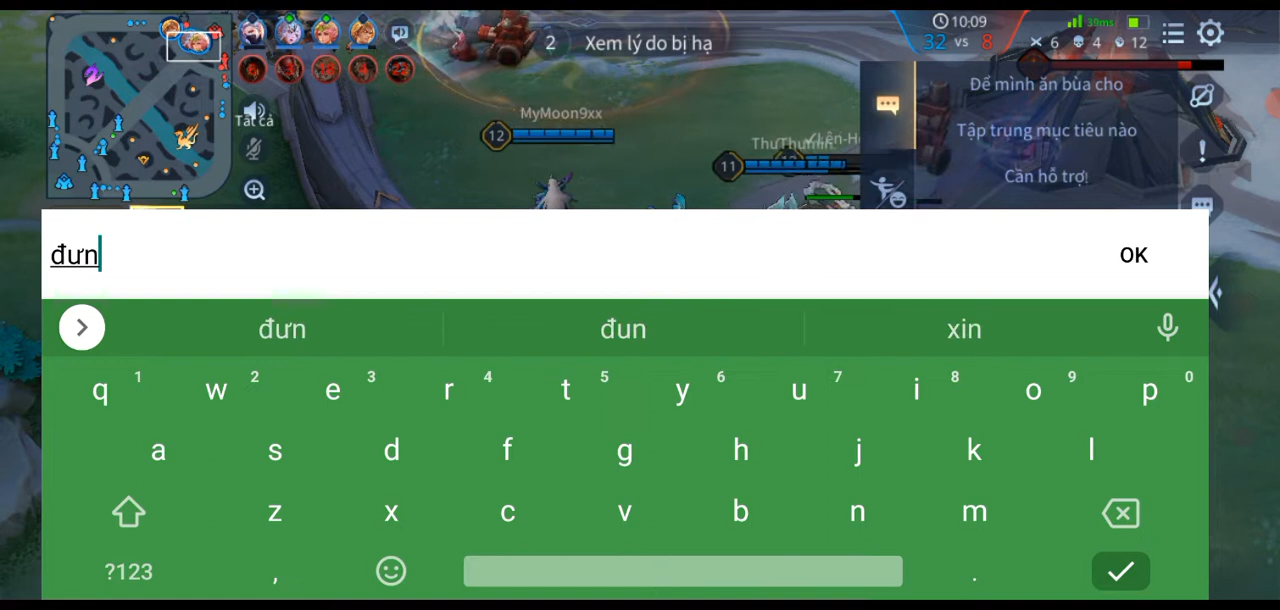 10:09
39ms
32 vs 8
6 4 12
2 Xem lý do bị hạ
Tất cả
MyMoon9xx
12
11
Để mình ăn bùa cho
Tập trung mục tiêu nào
Cần hỗ trợ!
đưn
OK
đưn đun xin
q 1 w 2 e 3 r 4 t 5 y 6 u 7 i 8 o 9 p 0
a s d f g h j k l
z x c v b n m
?123 , .